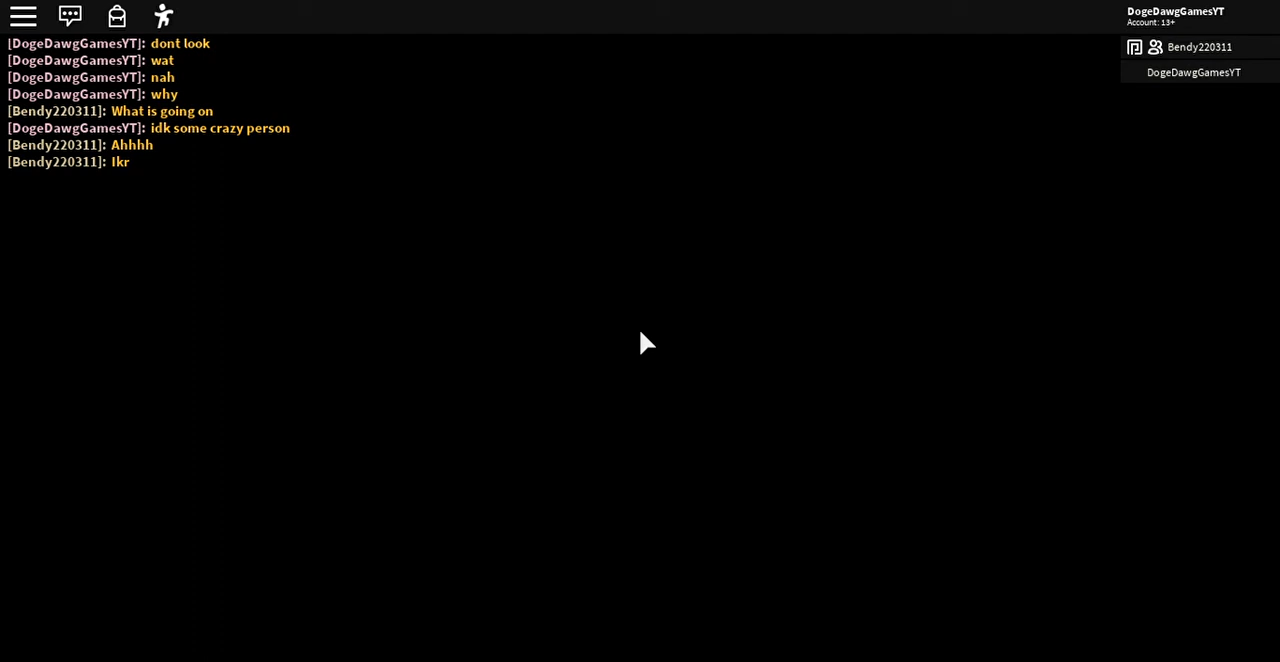 DogeDawgGamesYT
Account: 13+
[DogeDawgGamesYT]: dont look
[DogeDawgGamesYT]: wat
[DogeDawgGamesYT]: nah
[DogeDawgGamesYT]: why
[Bendy220311]: What is going on
[DogeDawgGamesYT]: idk some crazy person
[Bendy220311]: Ahhhh
[Bendy220311]: Ikr
Bendy220311
DogeDawgGamesYT